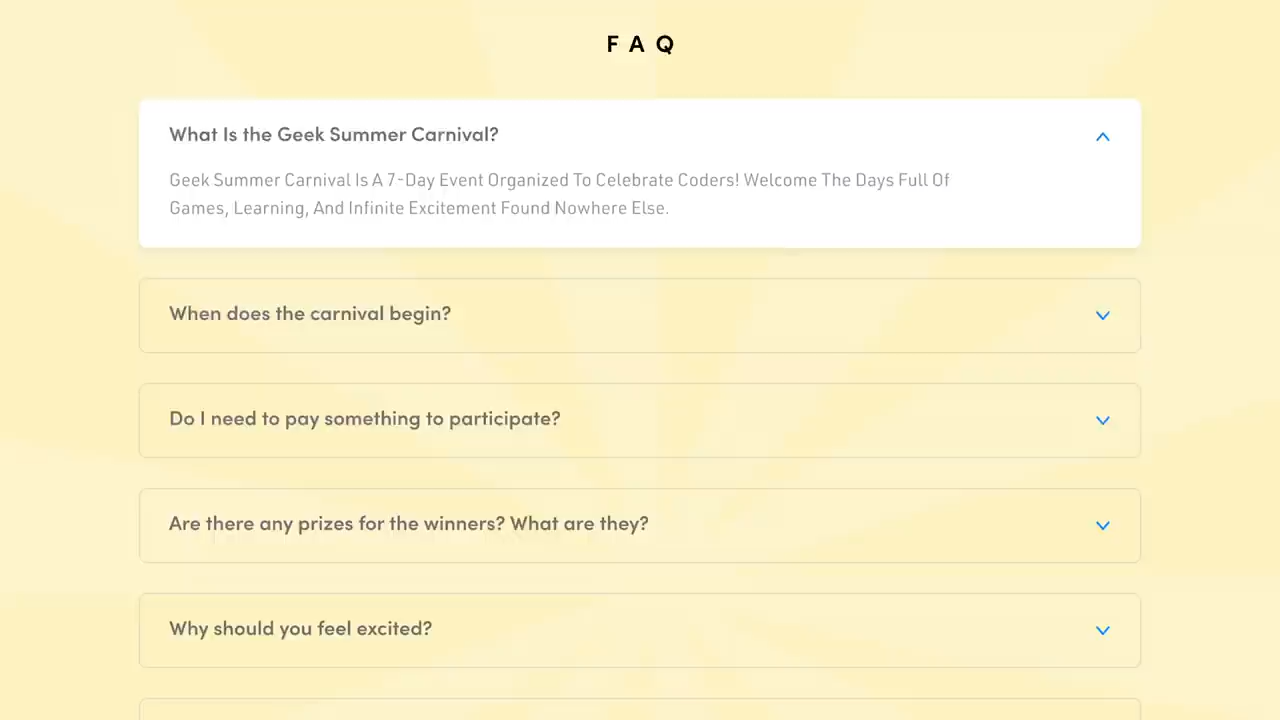 FAQ
What Is the Geek Summer Carnival?
Geek Summer Carnival Is A 7-Day Event Organized To Celebrate Coders! Welcome The Days Full Of
Games, Learning, And Infinite Excitement Found Nowhere Else.
When does the carnival begin?
Do I need to pay something to participate?
Are there any prizes for the winners? What are they?
Why should you feel excited?